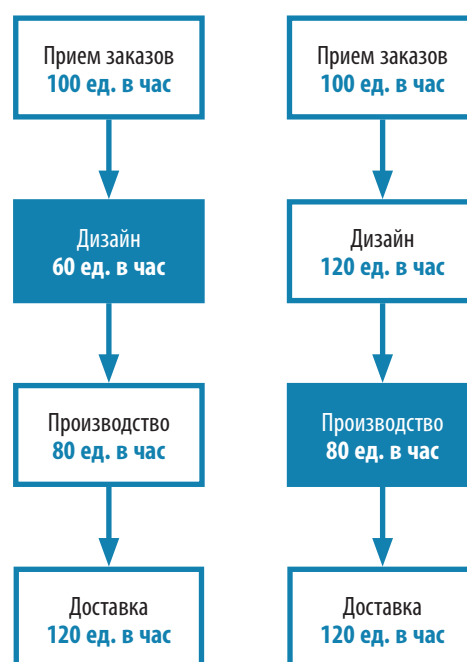 Прием заказов
100 ед. в час
Дизайн
60 ед. в час
Производство
80 ед. в час
Доставка
120 ед. в час
Прием заказов
100 ед. в час
Дизайн
120 ед. в час
Производство
80 ед. в час
Доставка
120 ед. в час